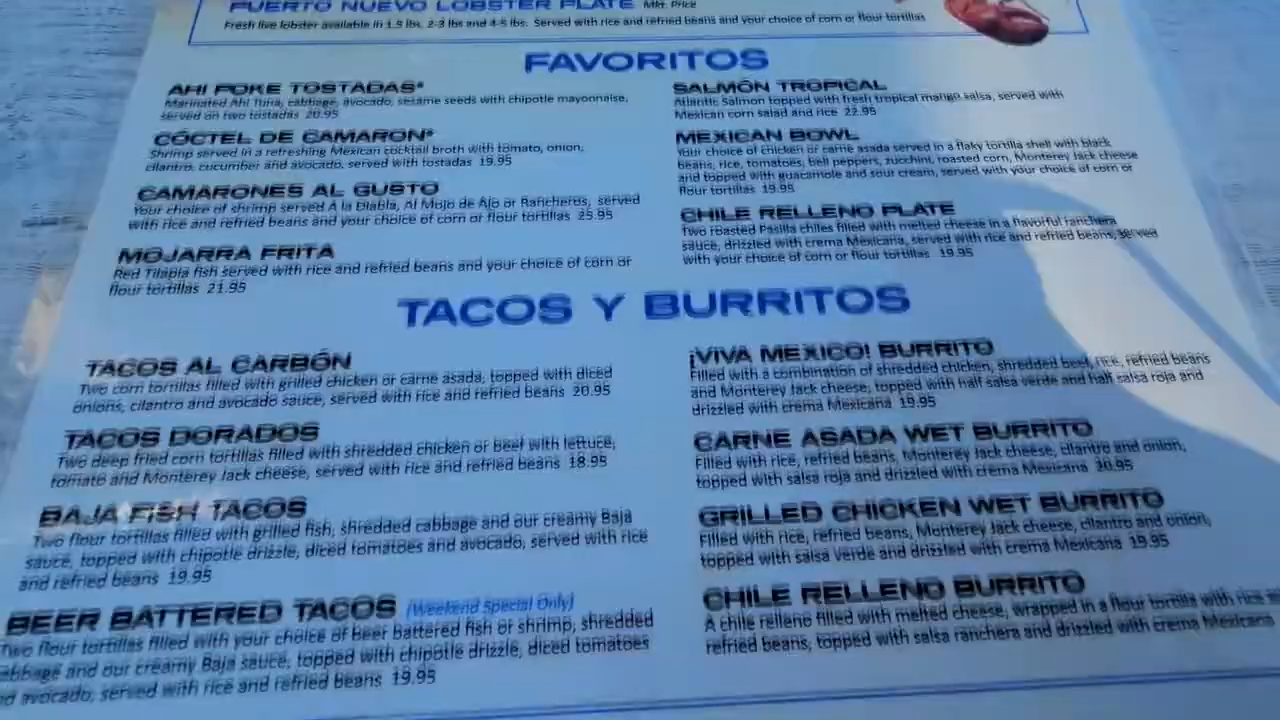 PUERTO NUEVO LOBSTER PLATE Mkt. Price
Fresh live lobster available in 1.5 lbs, 2-3 lbs and 4-5 lbs. Served with rice and refried beans and your choice of corn or flour tortillas
FAVORITOS
AHI POKE TOSTADAS*
Marinated Ahi Tuna, cabbage, avocado, sesame seeds with chipotle mayonnaise,
served on two tostadas 20.95
CÓCTEL DE CAMARON*
Shrimp served in a refreshing Mexican cocktail broth with tomato, onion,
cilantro, cucumber and avocado, served with tostadas 19.95
CAMARONES AL GUSTO
Your choice of shrimp served A la Diabla, Al Mojo de Ajo or Rancheros, served
with rice and refried beans and your choice of corn or flour tortillas 25.95
MOJARRA FRITA
Red Tilapia fish served with rice and refried beans and your choice of corn or
flour tortillas 21.95
SALMÓN TROPICAL
Atlantic Salmon topped with fresh tropical mango salsa, served with
Mexican corn salad and rice 22.95
MEXICAN BOWL
Your choice of chicken or carne asada served in a flaky tortilla shell with black
beans, rice, tomatoes, bell peppers, zucchini, roasted corn, Monterey Jack cheese
and topped with guacamole and sour cream, served with your choice of corn or
flour tortillas 19.95
CHILE RELLENO PLATE
Two roasted Pasilla chiles filled with melted cheese in a flavorful ranchera
sauce, drizzled with crema Mexicana, served with rice and refried beans, served
with your choice of corn or flour tortillas 19.95
TACOS Y BURRITOS
TACOS AL CARBÓN
Two corn tortillas filled with grilled chicken or carne asada, topped with diced
onions, cilantro and avocado sauce, served with rice and refried beans 20.95
TACOS DORADOS
Two deep fried corn tortillas filled with shredded chicken or beef with lettuce,
tomato and Monterey Jack cheese, served with rice and refried beans 18.95
BAJA FISH TACOS
Two flour tortillas filled with grilled fish, shredded cabbage and our creamy Baja
sauce, topped with chipotle drizzle, diced tomatoes and avocado, served with rice
and refried beans 19.95
BEER BATTERED TACOS (Weekend Special Only)
Two flour tortillas filled with your choice of beer battered fish or shrimp, shredded
cabbage and our creamy Baja sauce, topped with chipotle drizzle, diced tomatoes
nd avocado, served with rice and refried beans 19.95
¡VIVA MEXICO! BURRITO
Filled with a combination of shredded chicken, shredded beef, rice, refried beans
and Monterey Jack cheese, topped with half salsa verde and half salsa roja and
drizzled with crema Mexicana 19.95
CARNE ASADA WET BURRITO
Filled with rice, refried beans, Monterey Jack cheese, cilantro and onion,
topped with salsa roja and drizzled with crema Mexicana 20.95
GRILLED CHICKEN WET BURRITO
Filled with rice, refried beans, Monterey Jack cheese, cilantro and onion,
topped with salsa verde and drizzled with crema Mexicana 19.95
CHILE RELLENO BURRITO
A chile relleno filled with melted cheese, wrapped in a flour tortilla with rice
refried beans, topped with salsa ranchera and drizzled with crema Mexicana